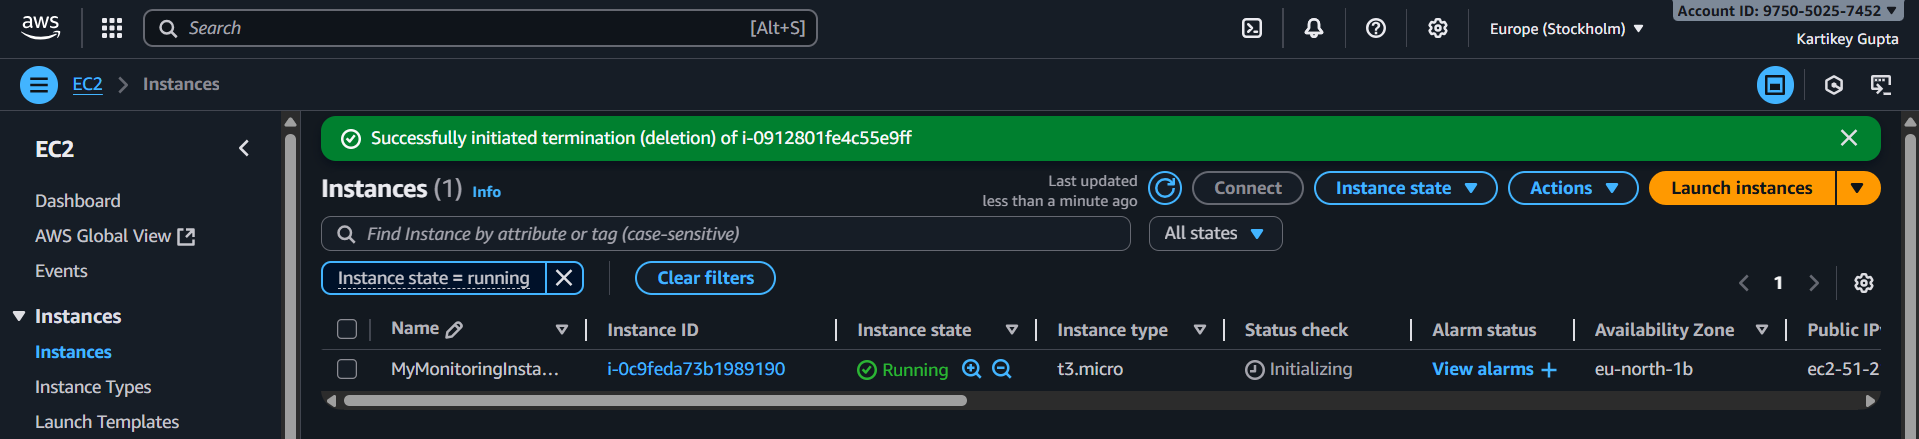 aws
Search [Alt+S]
Europe (Stockholm)
Account ID: 9750-5025-7452
Kartikey Gupta
EC2
Instances
EC2
Dashboard
AWS Global View
Events
Instances
Instances
Instance Types
Launch Templates
Successfully initiated termination (deletion) of i-0912801fe4c55e9ff
Instances (1) Info
Last updated
less than a minute ago
Connect
Instance state
Actions
Launch instances
Find Instance by attribute or tag (case-sensitive)
All states
Instance state = running
Clear filters
1
Name Instance ID Instance state Instance type Status check Alarm status Availability Zone Public IP
MyMonitoringInsta... i-0c9feda73b1989190 Running t3.micro Initializing View alarms + eu-north-1b ec2-51-2